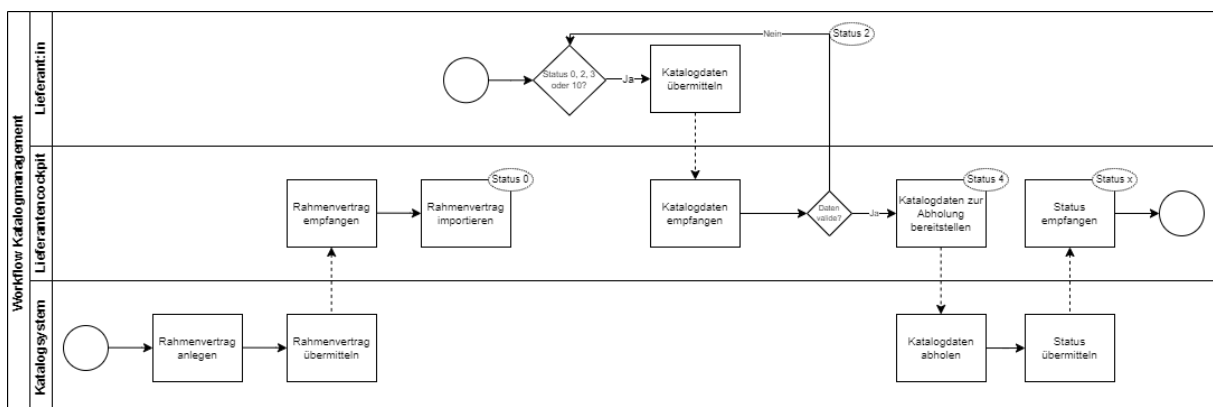 Workflow Katalogmanagement
Lieferant:in
Status 0, 2, 3
oder 10?
Ja
Katalogdaten
übermitteln
Nein
Status 2
Lieferantencockpit
Rahmenvertrag
empfangen
Rahmenvertrag
importieren
Status 0
Katalogdaten
empfangen
Daten
valide?
Ja
Katalogdaten zur
Abholung
bereitstellen
Status 4
Status
empfangen
Status x
Katalogsystem
Rahmenvertrag
anlegen
Rahmenvertrag
übermitteln
Katalogdaten
abholen
Status
übermitteln